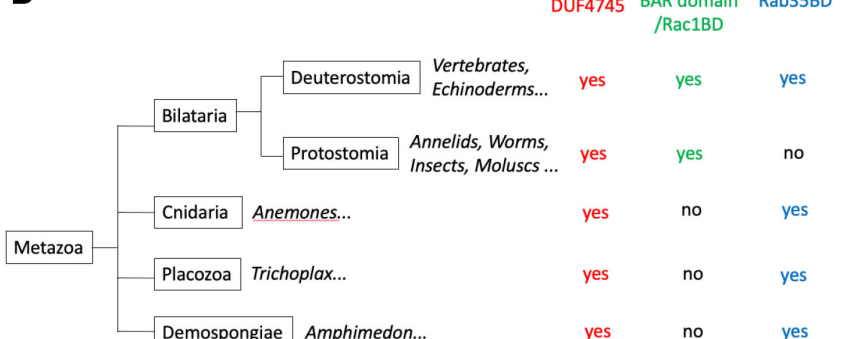 DUF4745 BAR domain Rab35BD
/Rac1BD
Deuterostomia Vertebrates, Echinoderms... yes yes yes
Bilataria
Protostomia Annelids, Worms, Insects, Moluscs ... yes yes no
Cnidaria Anemones... yes no yes
Metazoa
Placozoa Trichoplax... yes no yes
Demospongiae Amphimedon... yes no yes